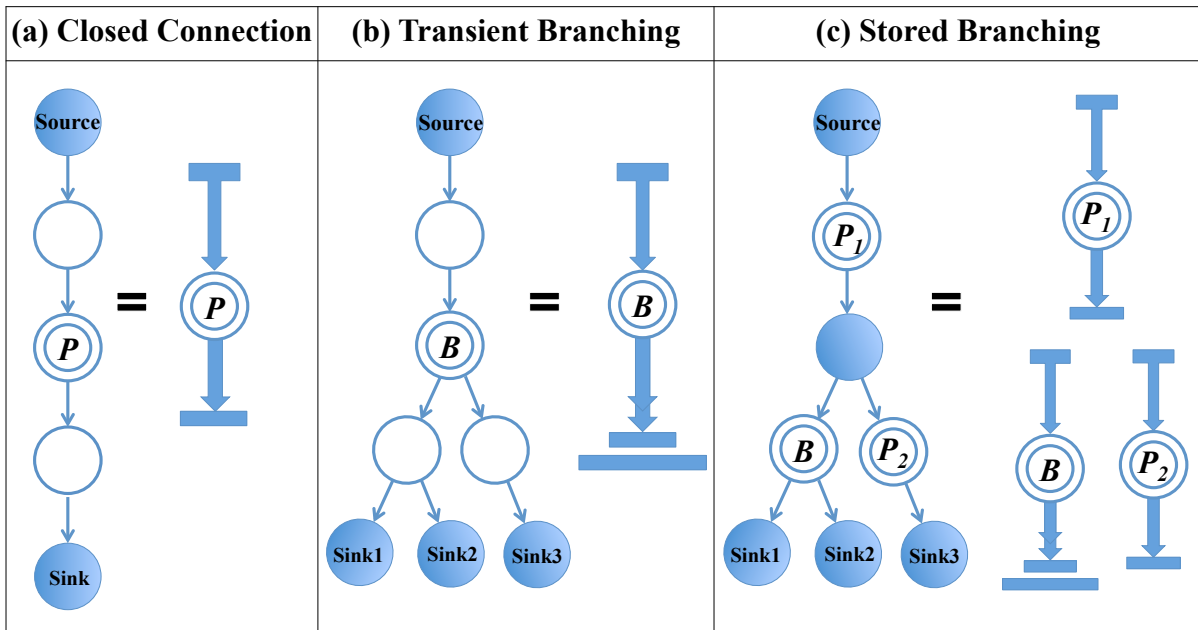 (a) Closed Connection
(b) Transient Branching
(c) Stored Branching
Source
P
Sink
=
P
Source
B
Sink1
Sink2
Sink3
=
B
Source
P1
B
P2
Sink1
Sink2
Sink3
=
P1
B
P2